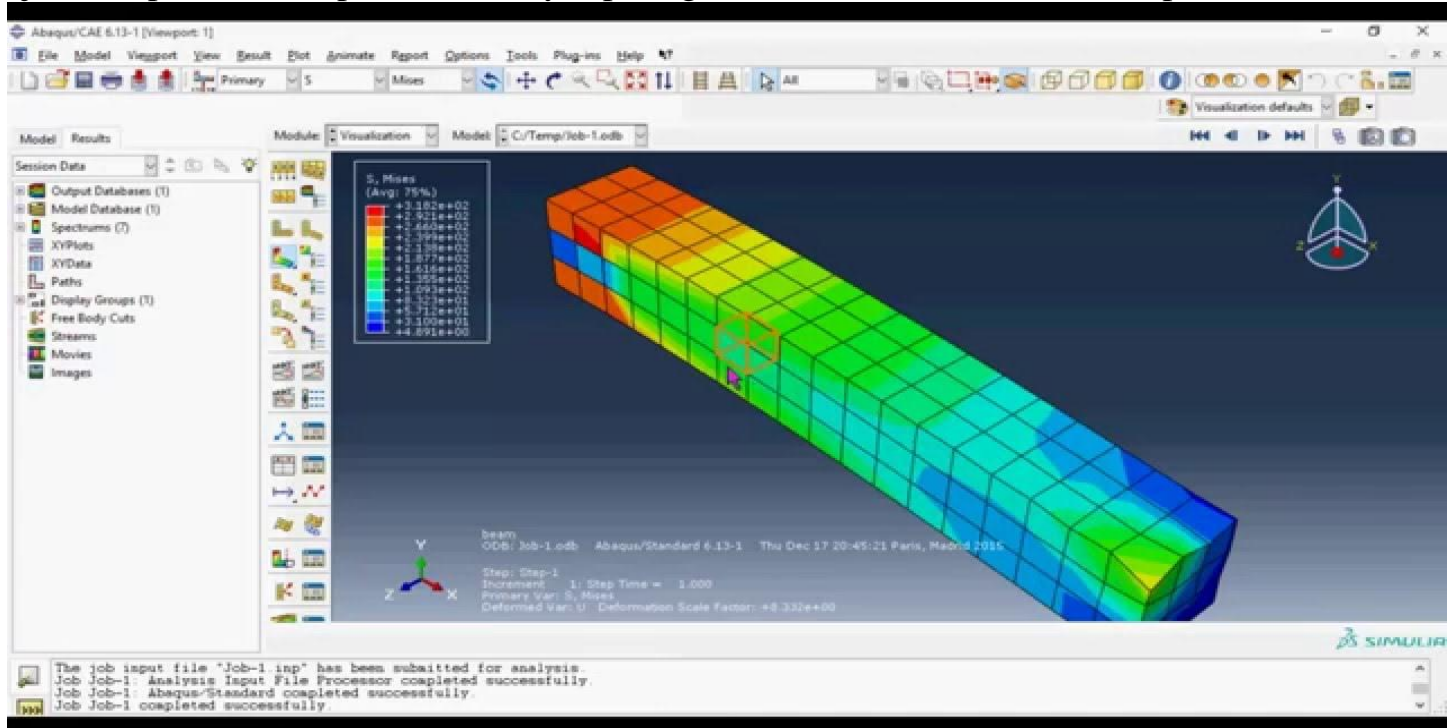 Abaqus/CAE 6.13-1 [Viewport: 1]
File Model Viewport View Result Plot Animate Report Options Tools Plug-ins Help
Primary S Mises All
Visualization defaults
Model Results Module: Visualization Model: C:/Temp/Job-1.odb
Session Data
Output Databases (1)
Model Database (1)
Spectrums (7)
XYPlots
XYData
Paths
Display Groups (1)
Free Body Cuts
Streams
Movies
Images
S, Mises
(Avg: 75%)
+3.182e+02
+2.921e+02
+2.660e+02
+2.399e+02
+2.138e+02
+1.877e+02
+1.616e+02
+1.355e+02
+1.093e+02
+8.323e+01
+5.712e+01
+3.100e+01
+4.891e+00
Y
Z X
Y
Z X
beam
ODB: Job-1.odb Abaqus/Standard 6.13-1 Thu Dec 17 20:45:21 Paris, Madrid 2015
Step: Step-1
Increment 1: Step Time = 1.000
Primary Var: S, Mises
Deformed Var: U Deformation Scale Factor: +8.332e+00
SIMULIA
The job input file "Job-1.inp" has been submitted for analysis.
Job Job-1: Analysis Input File Processor completed successfully.
Job Job-1: Abaqus/Standard completed successfully.
Job Job-1 completed successfully.